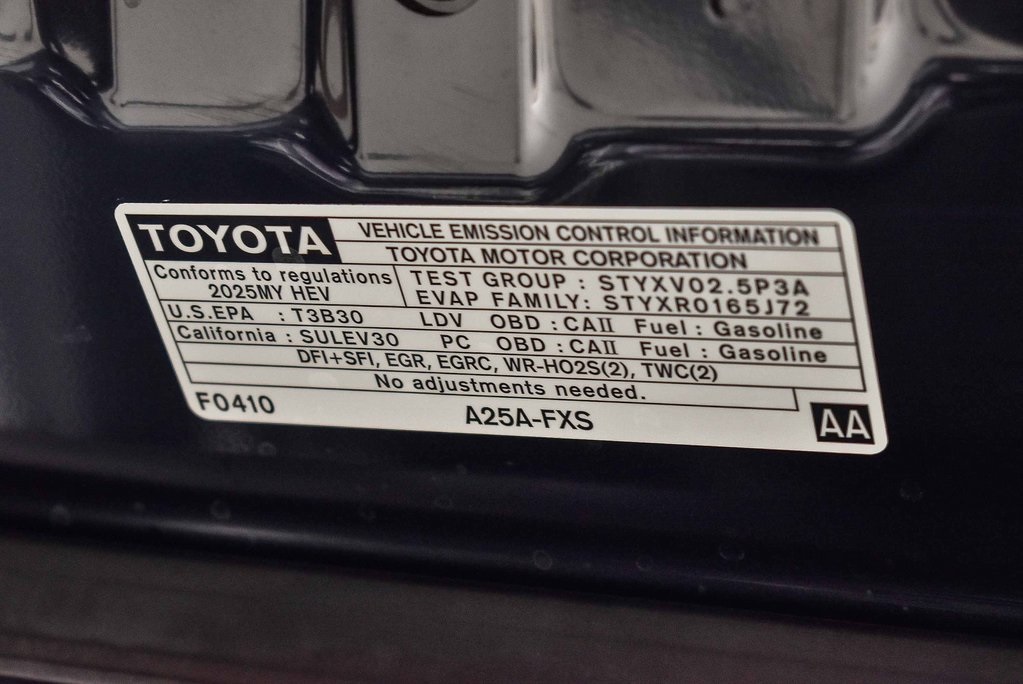 TOYOTA
VEHICLE EMISSION CONTROL INFORMATION
TOYOTA MOTOR CORPORATION
Conforms to regulations
2025MY HEV
TEST GROUP : STYXV02.5P3A
EVAP FAMILY: STYXR0165J72
U.S.EPA : T3B30 LDV OBD : CAII Fuel : Gasoline
California : SULEV30 PC OBD : CAII Fuel : Gasoline
DFI+SFI, EGR, EGRC, WR-HO2S(2), TWC(2)
No adjustments needed.
F0410
A25A-FXS
AA